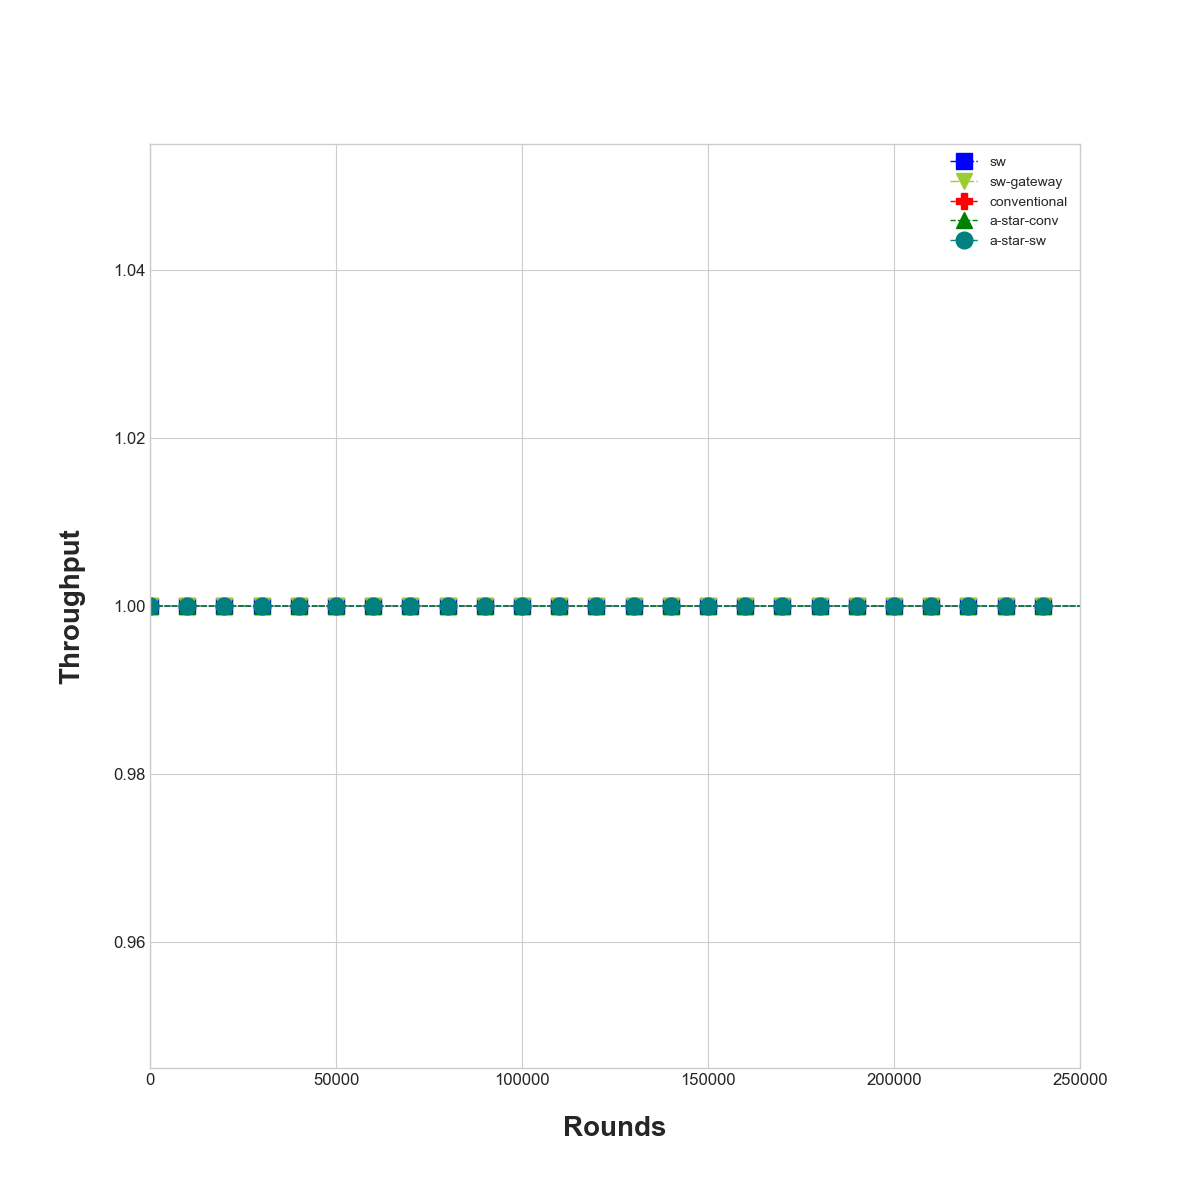 sw
sw-gateway
conventional
a-star-conv
a-star-sw
1.04
1.02
1.00
0.98
0.96
Throughput
0 50000 100000 150000 200000 250000
Rounds